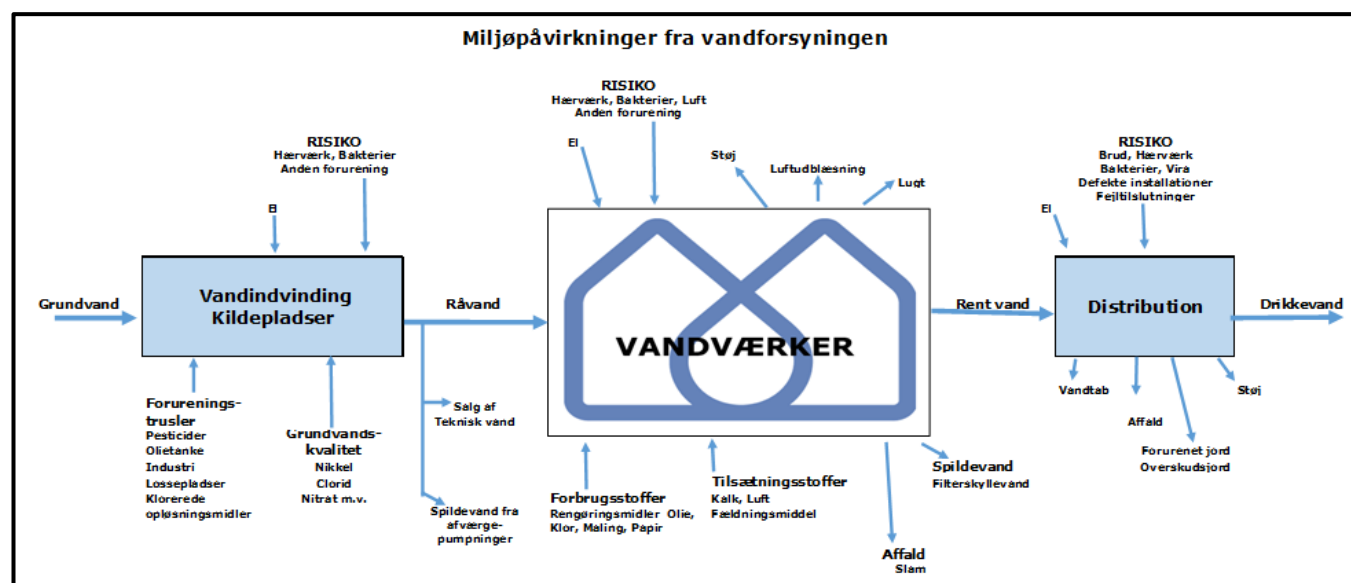 Miljøpåvirkninger fra vandforsyningen
RISIKO
Hærværk, Bakterier
Anden forurening
El
Grundvand
Vandindvinding
Kildepladser
Forurenings-
trusler
Pesticider
Olietanke
Industri
Lossepladser
Klorerede
opløsningsmidler
Grundvands-
kvalitet
Nikkel
Clorid
Nitrat m.v.
Råvand
Salg af
Teknisk vand
Spildevand fra
afværge-
pumpninger
RISIKO
Hærværk, Bakterier, Luft
Anden forurening
El
Støj
Luftudblæsning
Lugt
VANDVÆRKER
Forbrugsstoffer
Rengøringsmidler Olie,
Klor, Maling, Papir
Tilsætningsstoffer
Kalk, Luft
Fældningsmiddel
Affald
Slam
Spildevand
Filterskyllevand
Rent vand
RISIKO
Brud, Hærværk
Bakterier, Vira
Defekte installationer
Fejltilslutninger
El
Distribution
Drikkevand
Vandtab
Affald
Forurenet jord
Overskudsjord
Støj